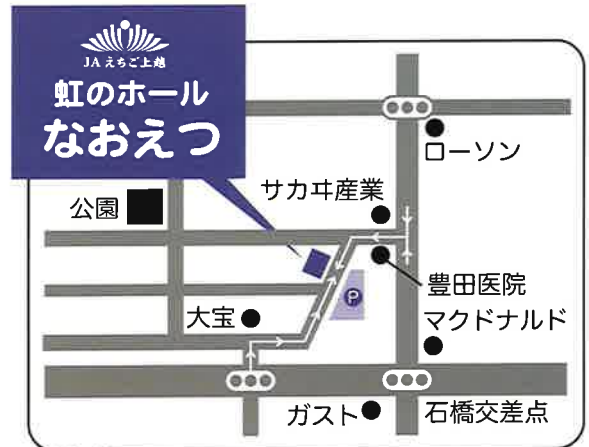 JAえちご上越
虹のホール
なおえつ
ローソン
サカヰ産業
公園
豊田医院
大宝
P
マクドナルド
ガスト
石橋交差点